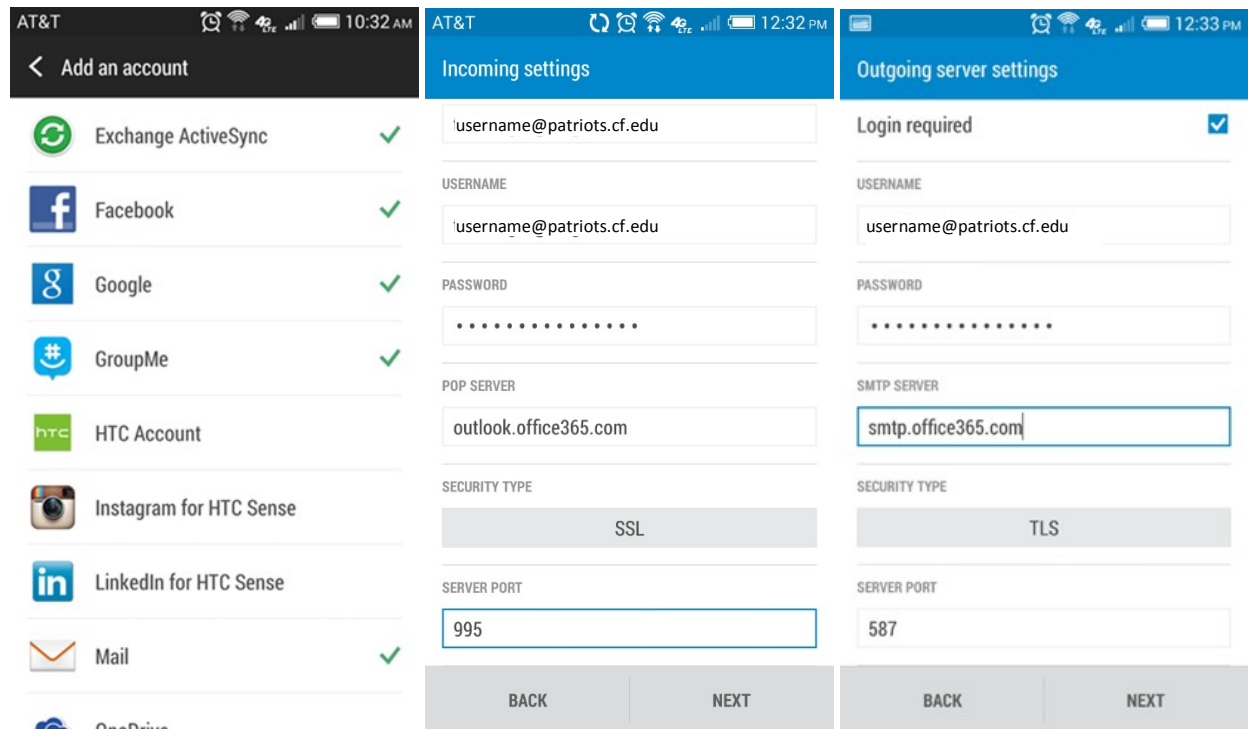 AT&T 10:32 AM
Add an account
Exchange ActiveSync
Facebook
Google
GroupMe
HTC Account
Instagram for HTC Sense
LinkedIn for HTC Sense
Mail
OneDrive
AT&T 12:32 PM
Incoming settings
username@patriots.cf.edu
USERNAME
username@patriots.cf.edu
PASSWORD
•••••••••••••••
POP SERVER
outlook.office365.com
SECURITY TYPE
SSL
SERVER PORT
995
BACK NEXT
12:33 PM
Outgoing server settings
Login required
USERNAME
username@patriots.cf.edu
PASSWORD
•••••••••••••••
SMTP SERVER
smtp.office365.com
SECURITY TYPE
TLS
SERVER PORT
587
BACK NEXT